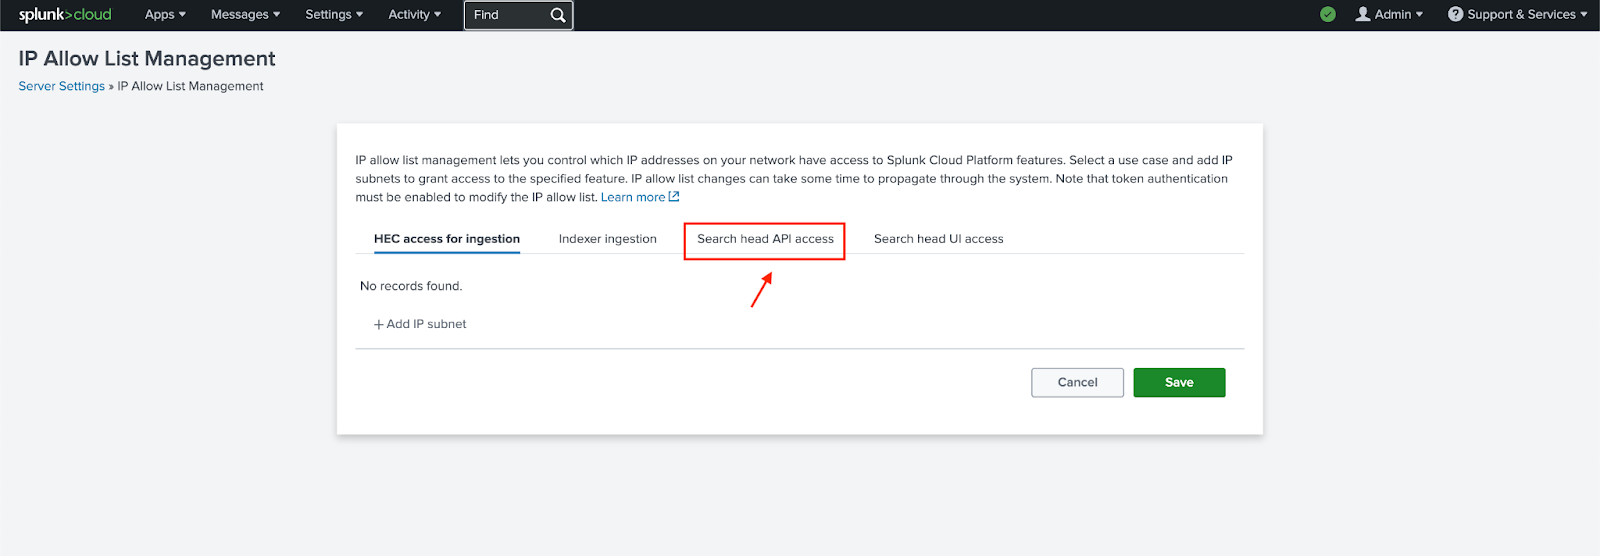 splunk>cloud Apps Messages Settings Activity Find Admin ? Support & Services
IP Allow List Management
Server Settings » IP Allow List Management
IP allow list management lets you control which IP addresses on your network have access to Splunk Cloud Platform features. Select a use case and add IP
subnets to grant access to the specified feature. IP allow list changes can take some time to propagate through the system. Note that token authentication
must be enabled to modify the IP allow list. Learn more
HEC access for ingestion Indexer ingestion Search head API access Search head UI access
No records found.
+ Add IP subnet
Cancel Save